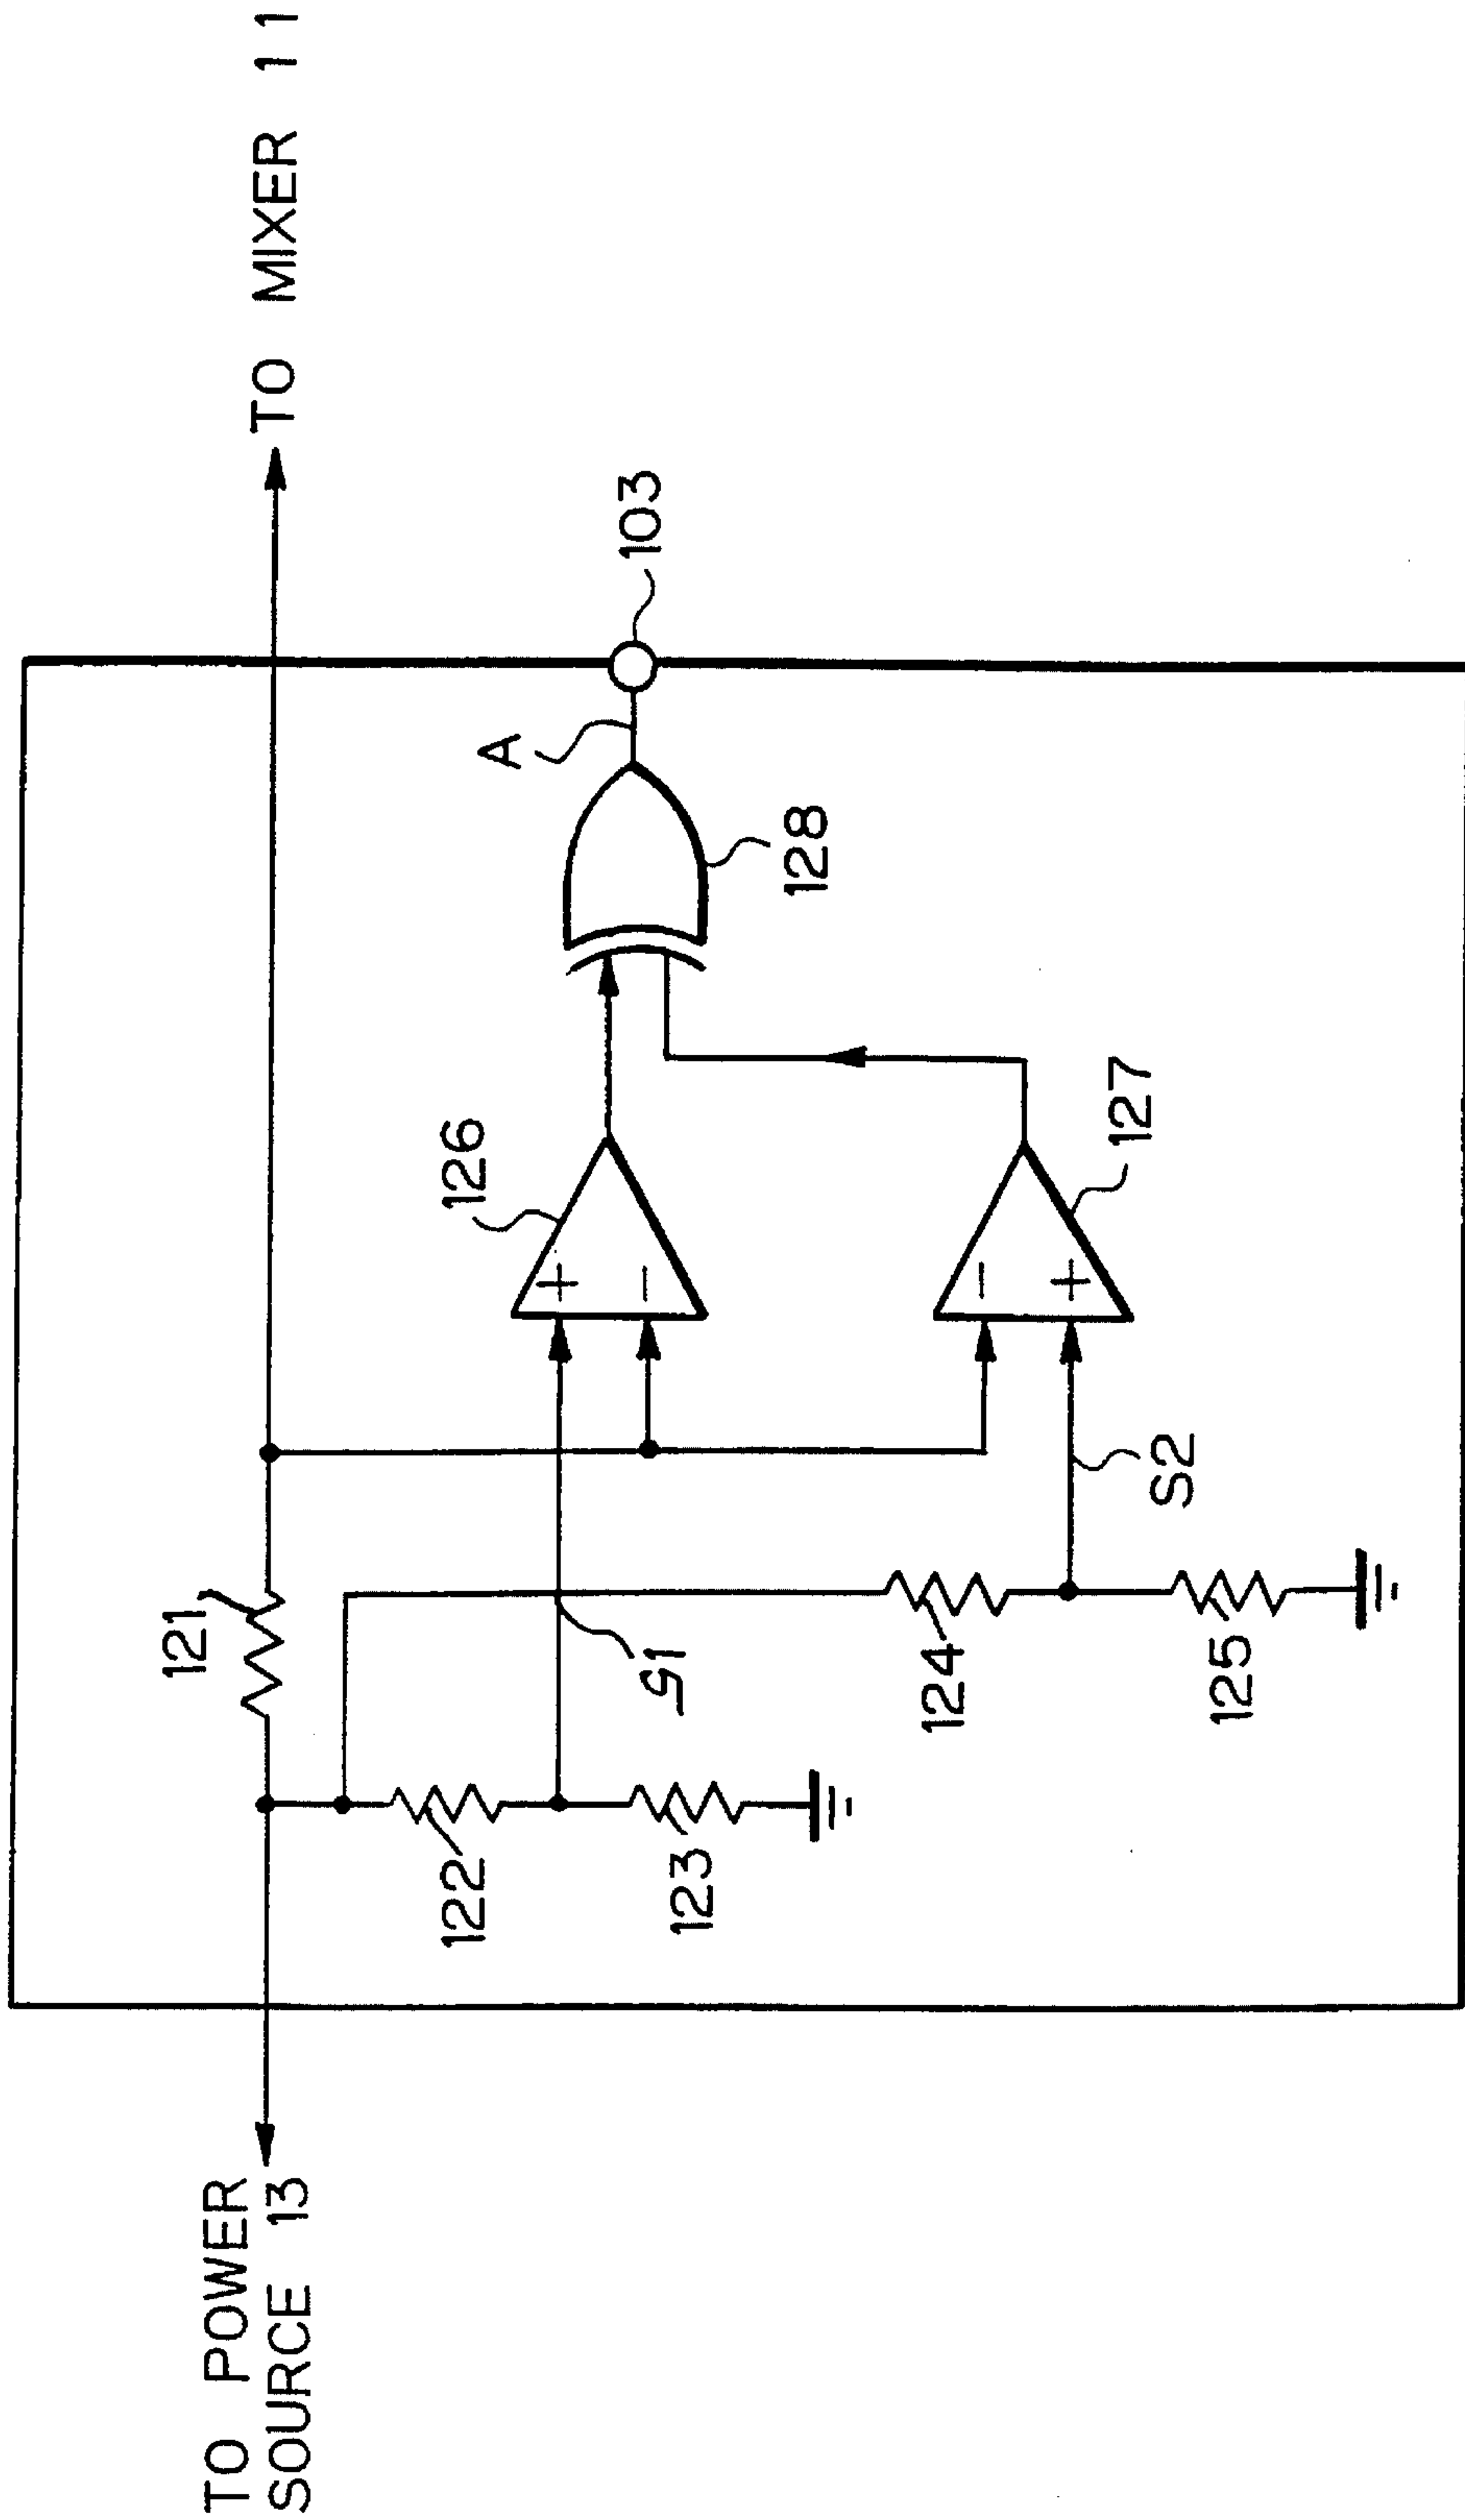 TO POWER
SOURCE 13
TO MIXER 11
121
122
123
124
125
S1
S2
126
127
128
A
103
+
−
−
+